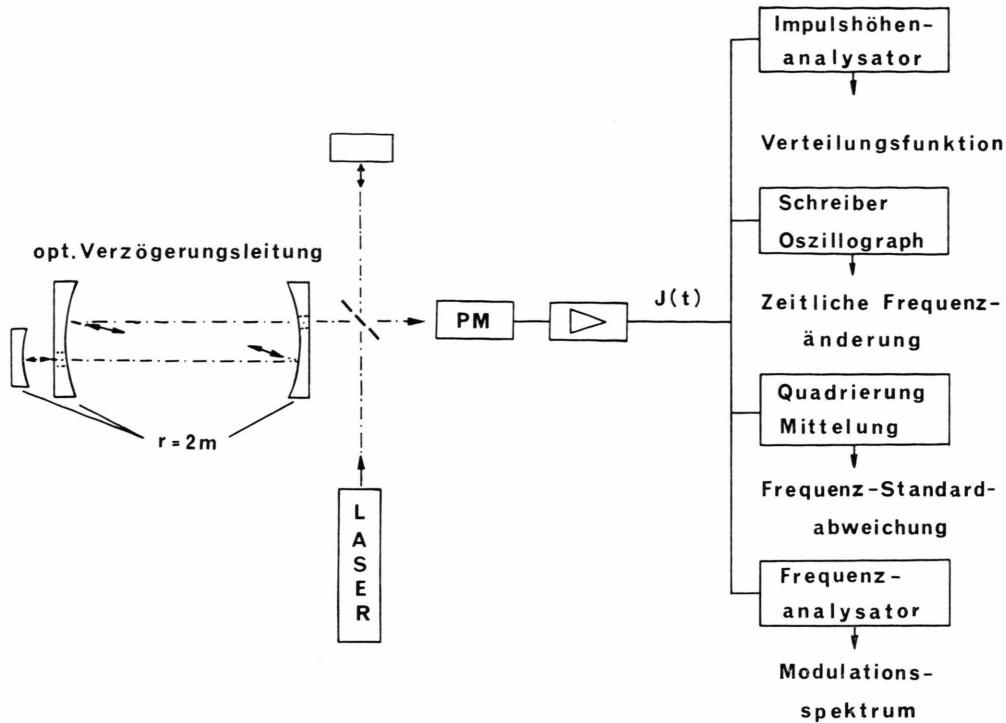 Impulshöhen-
analysator
Verteilungsfunktion
opt. Verzögerungsleitung
Schreiber
Oszillograph
J(t)
PM
Zeitliche Frequenz-
änderung
r = 2m
Quadrierung
Mittelung
Frequenz-Standard-
abweichung
LASER
Frequenz-
analysator
Modulations-
spektrum